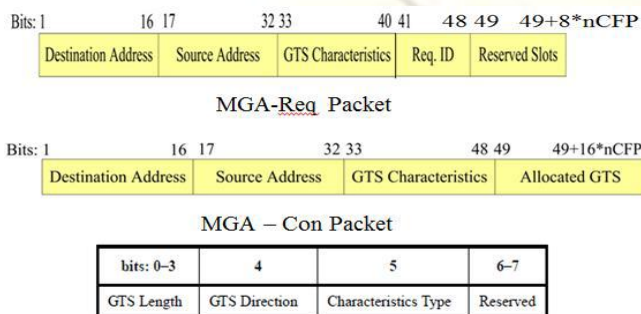 Bits: 1 16 17 32 33 40 41 48 49 49+8*nCFP
Destination Address Source Address GTS Characteristics Req. ID Reserved Slots
MGA-Req Packet
Bits: 1 16 17 32 33 48 49 49+16*nCFP
Destination Address Source Address GTS Characteristics Allocated GTS
MGA – Con Packet
bits: 0–3 4 5 6–7
GTS Length GTS Direction Characteristics Type Reserved